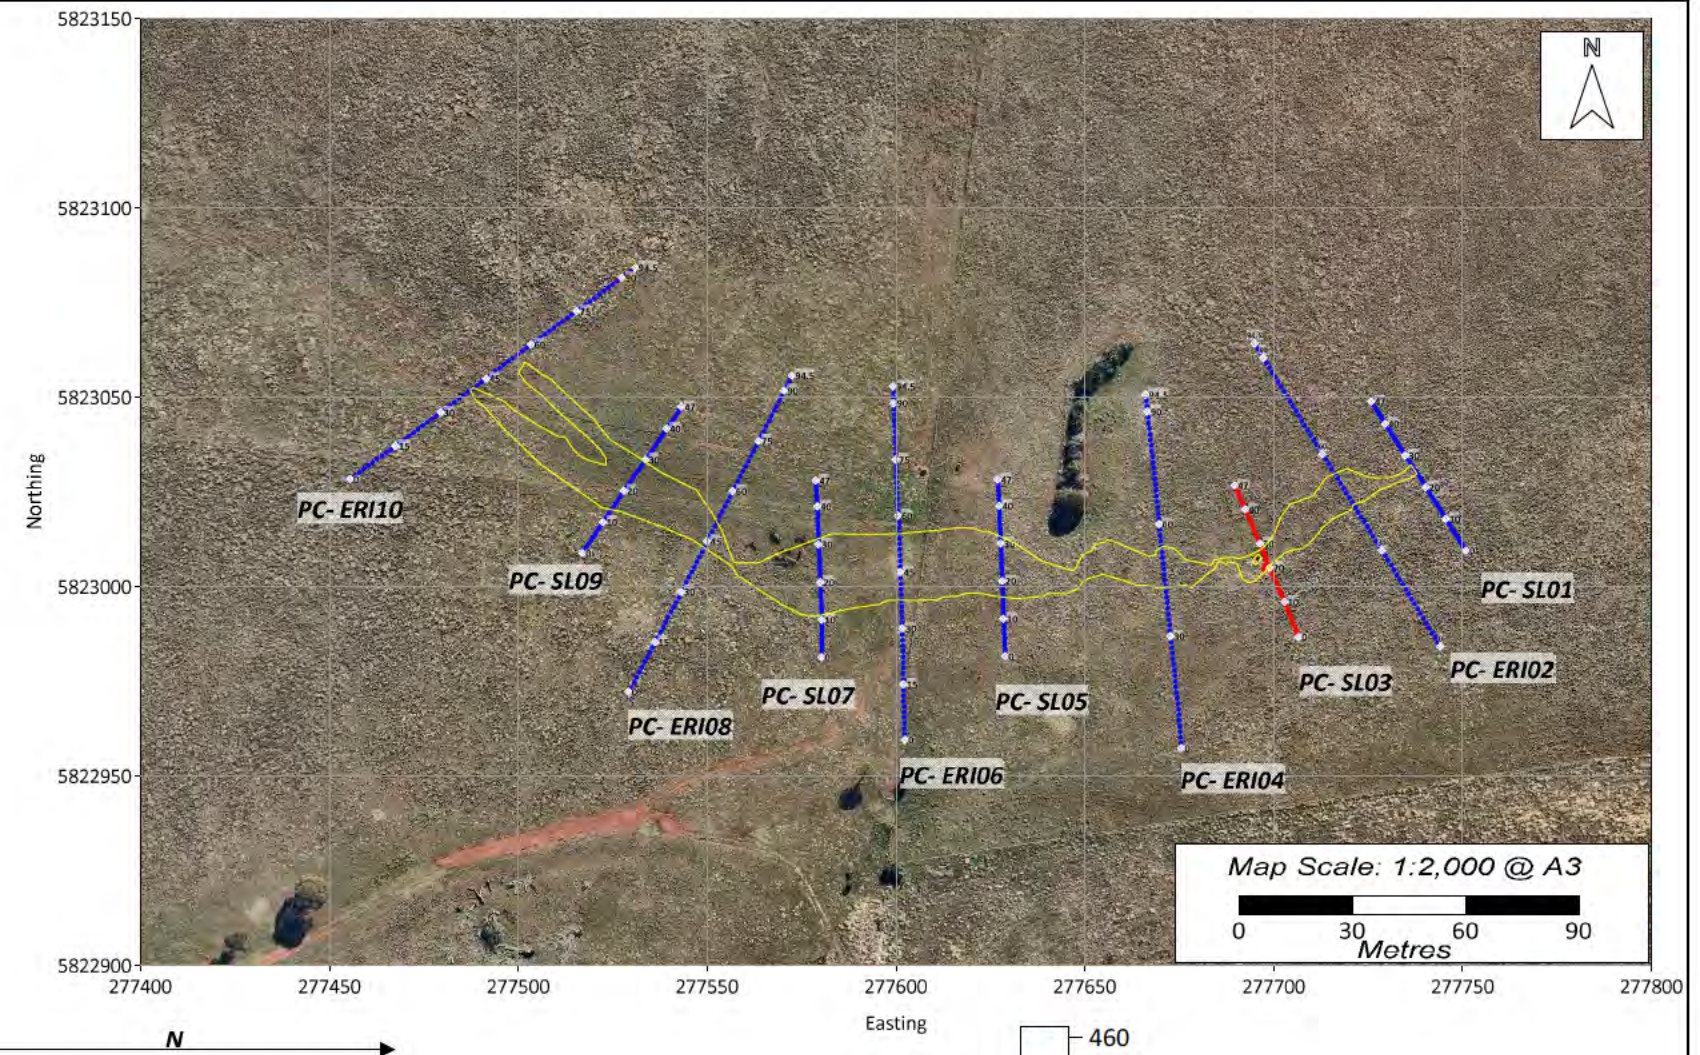 5823150
5823100
5823050
5823000
5822950
5822900
Northing
N
PC- ERI10
PC- SL09
PC- ERI08
PC- SL07
PC- ERI06
PC- SL05
PC- ERI04
PC- SL03
PC- ERI02
PC- SL01
Map Scale: 1:2,000 @ A3
0 30 60 90
Metres
277400 277450 277500 277550 277600 277650 277700 277750 277800
Easting
N
460